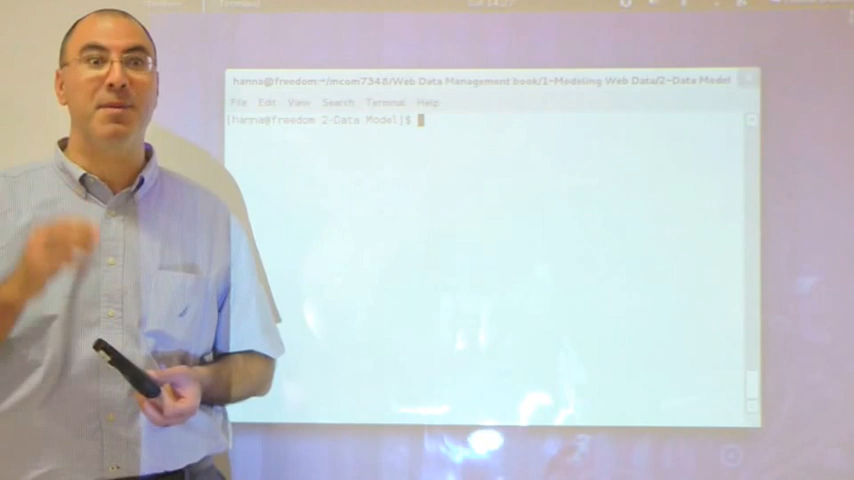 Terminal
hanna@freedom:~/mcom7348/Web Data Management book/1-Modeling Web Data/2-Data Model
File Edit View Search Terminal Help
[hanna@freedom 2-Data Model]$